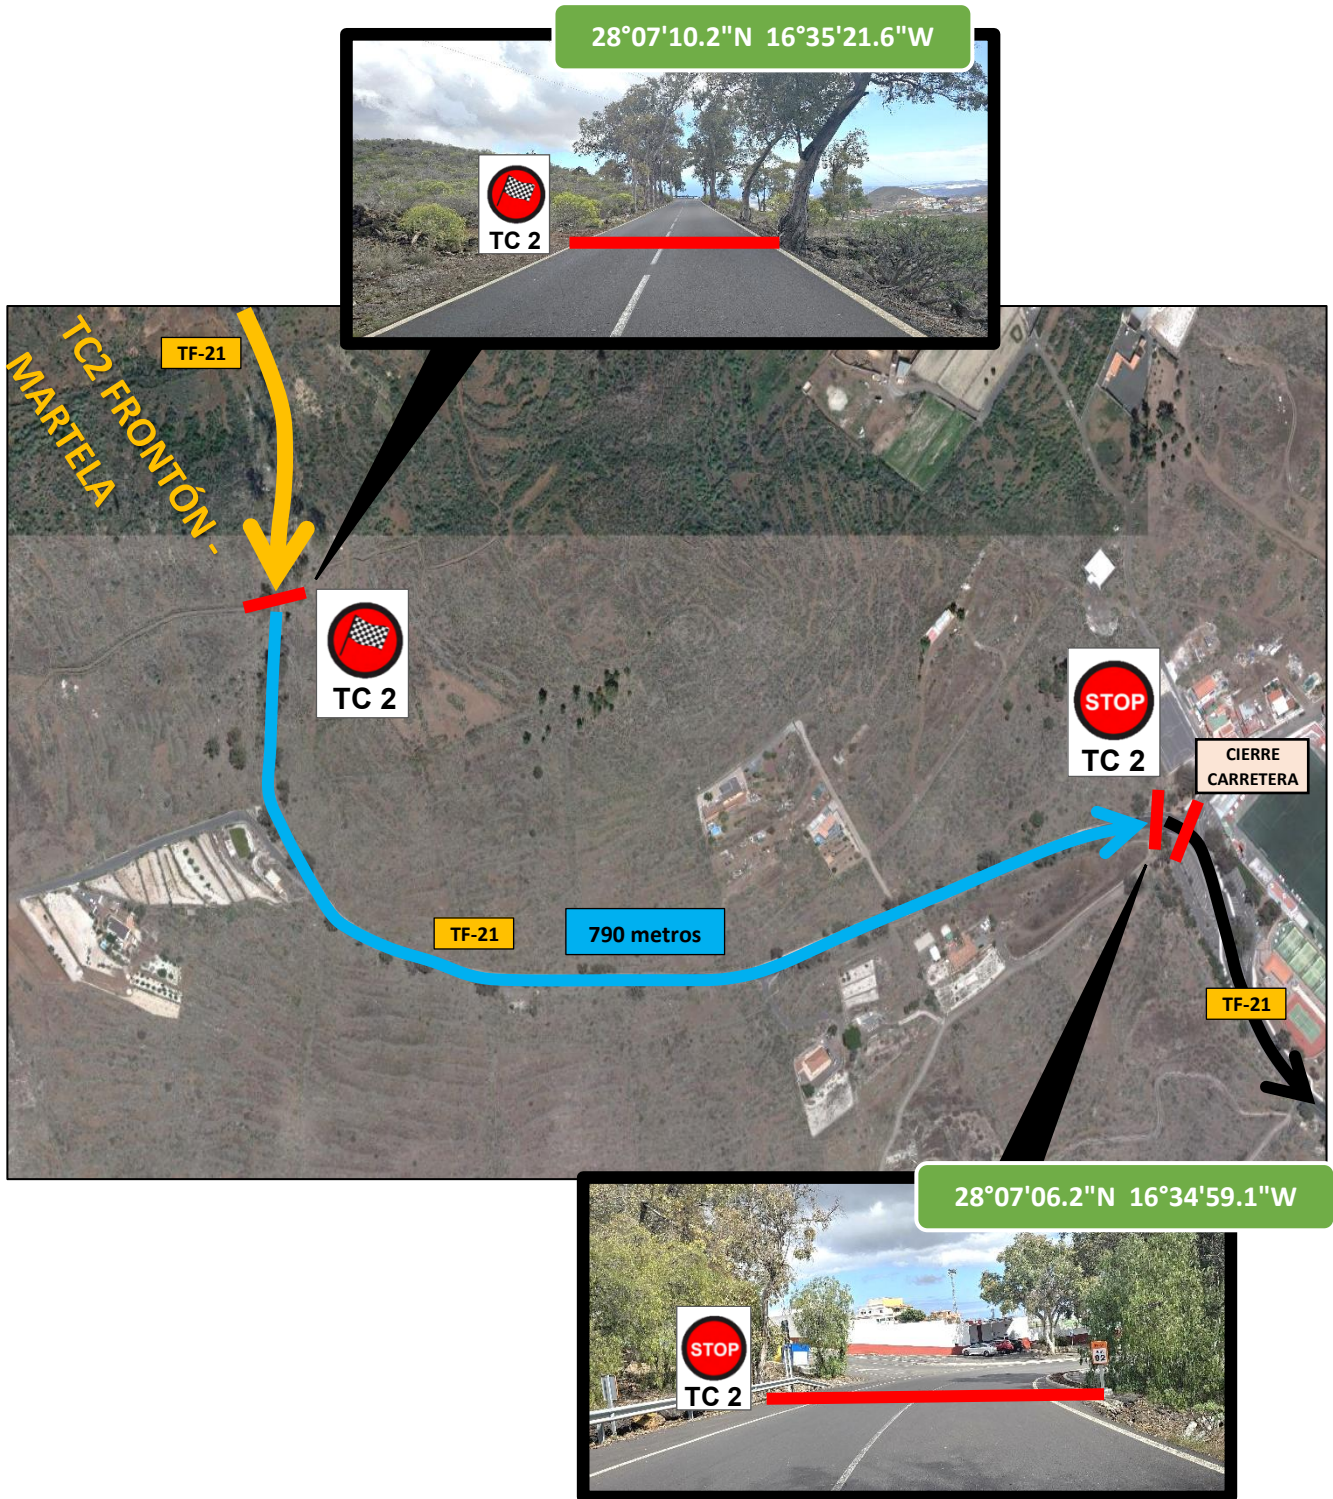 28°07'10.2"N 16°35'21.6"W
TC 2
TF-21
TC2 FRONTÓN -
MARTELA
TC 2
STOP
TC 2
CIERRE
CARRETERA
TF-21
790 metros
TF-21
28°07'06.2"N 16°34'59.1"W
STOP
TC 2
02